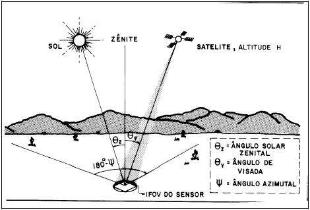 ZÊNITE
SOL
SATELITE, ALTITUDE H
θz
θv
180°-ψ
IFOV DO SENSOR
θz = ÂNGULO SOLAR
ZENITAL
θv = ÂNGULO DE
VISADA
ψ ÂNGULO AZIMUTAL